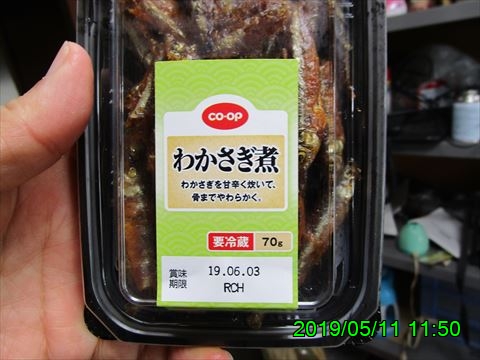 CO·OP
わかさぎ煮
わかさぎを甘辛く炊いて、
骨までやわらかく。
要冷蔵 70g
賞味
期限 19.06.03
RCH
2019/05/11 11:50